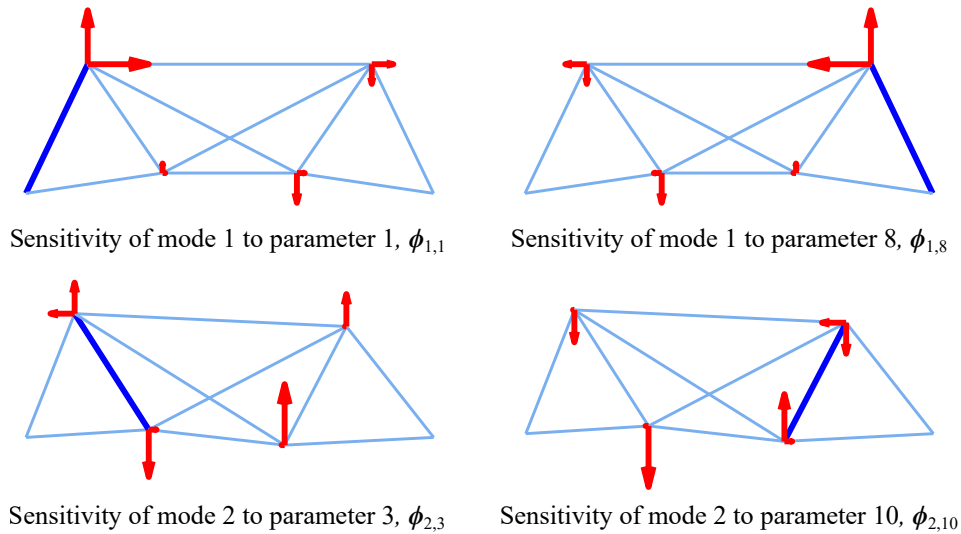 Sensitivity of mode 1 to parameter 1, ϕ1,1
Sensitivity of mode 1 to parameter 8, ϕ1,8
Sensitivity of mode 2 to parameter 3, ϕ2,3
Sensitivity of mode 2 to parameter 10, ϕ2,10